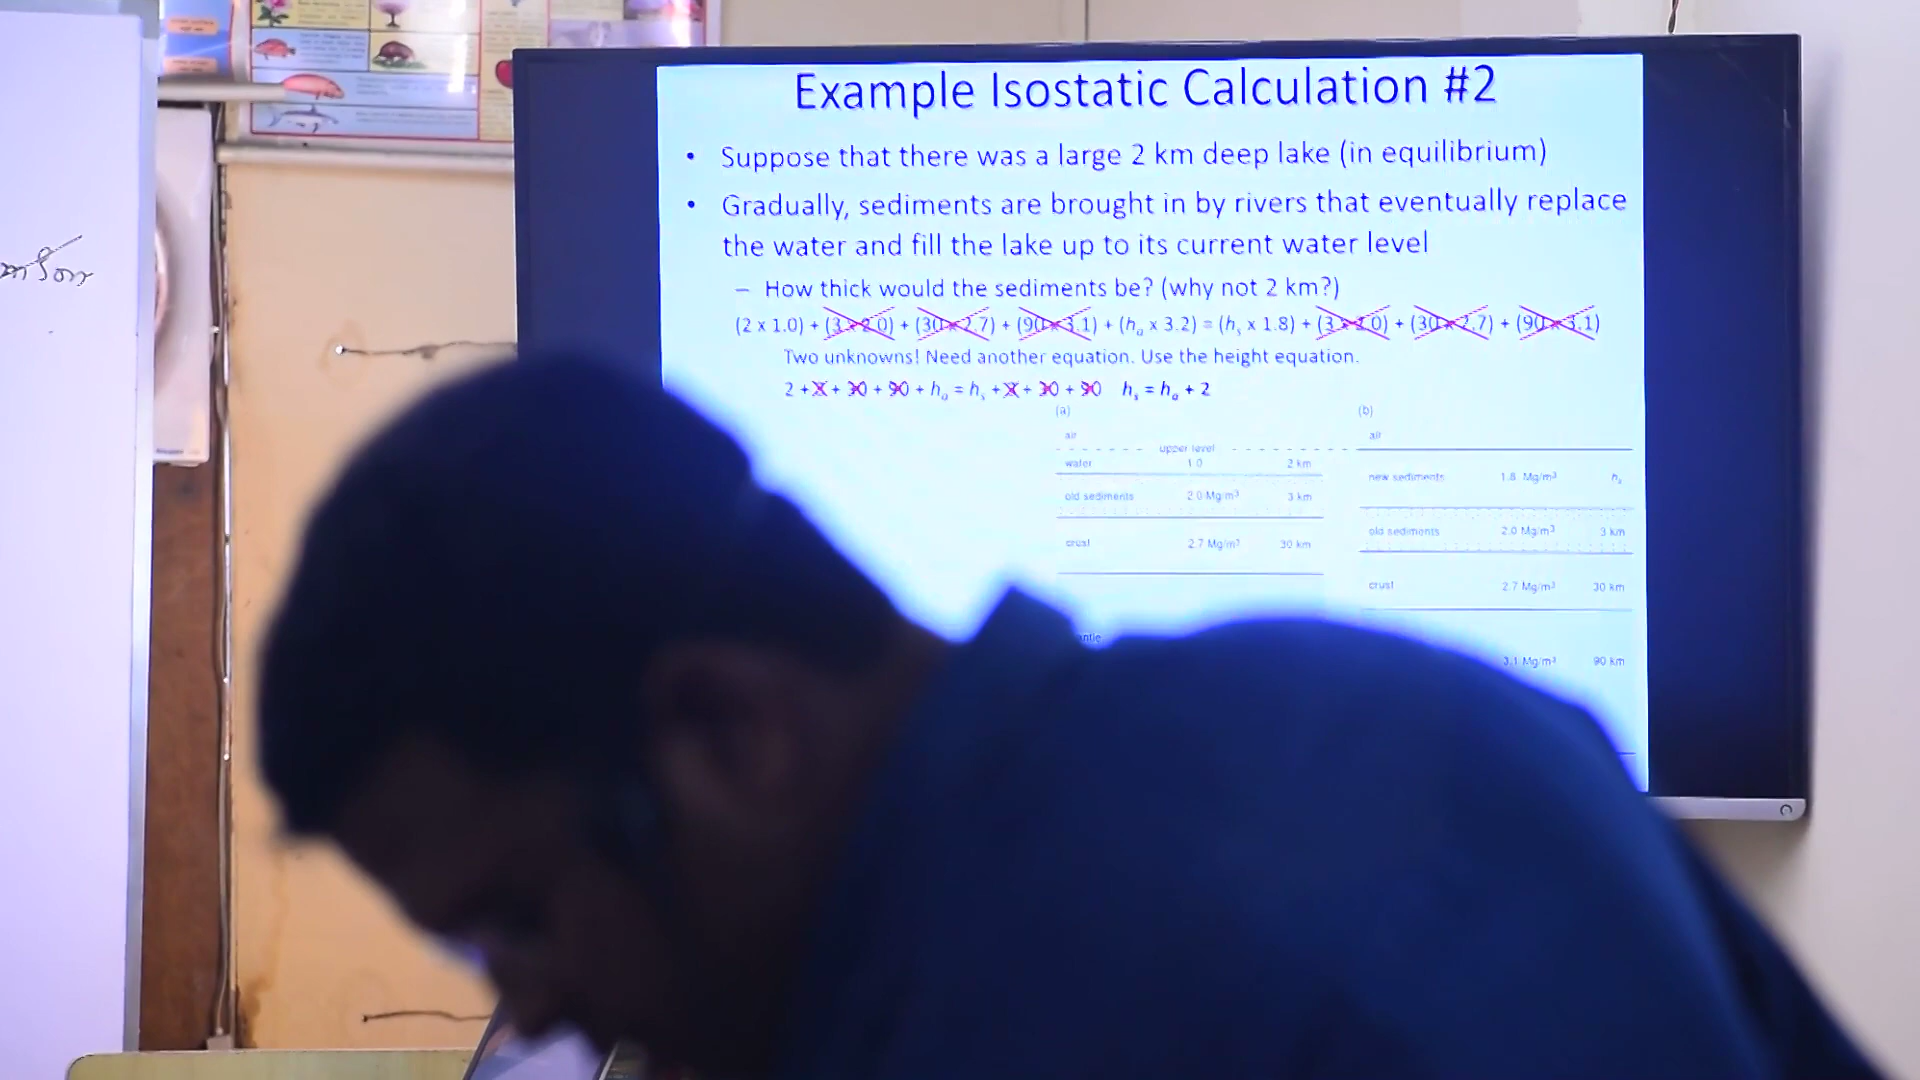 Example Isostatic Calculation #2
• Suppose that there was a large 2 km deep lake (in equilibrium)
• Gradually, sediments are brought in by rivers that eventually replace
the water and fill the lake up to its current water level
– How thick would the sediments be? (why not 2 km?)
(2 x 1.0) + (3 x 2.0) + (30 x 2.7) + (90 x 3.1) + (hₐ x 3.2) = (hₛ x 1.8) + (3 x 2.0) + (30 x 2.7) + (90 x 3.1)
Two unknowns! Need another equation. Use the height equation.
2 + 3 + 30 + 90 + hₐ = hₛ + 3 + 30 + 90 hₛ = hₐ + 2
(a) (b)
air air
upper level
water 1.0 2 km
new sediments 1.8 Mg/m³ hₛ
old sediments 2.0 Mg/m³ 3 km
old sediments 2.0 Mg/m³ 3 km
crust 2.7 Mg/m³ 30 km
crust 2.7 Mg/m³ 30 km
3.1 Mg/m³ 90 km